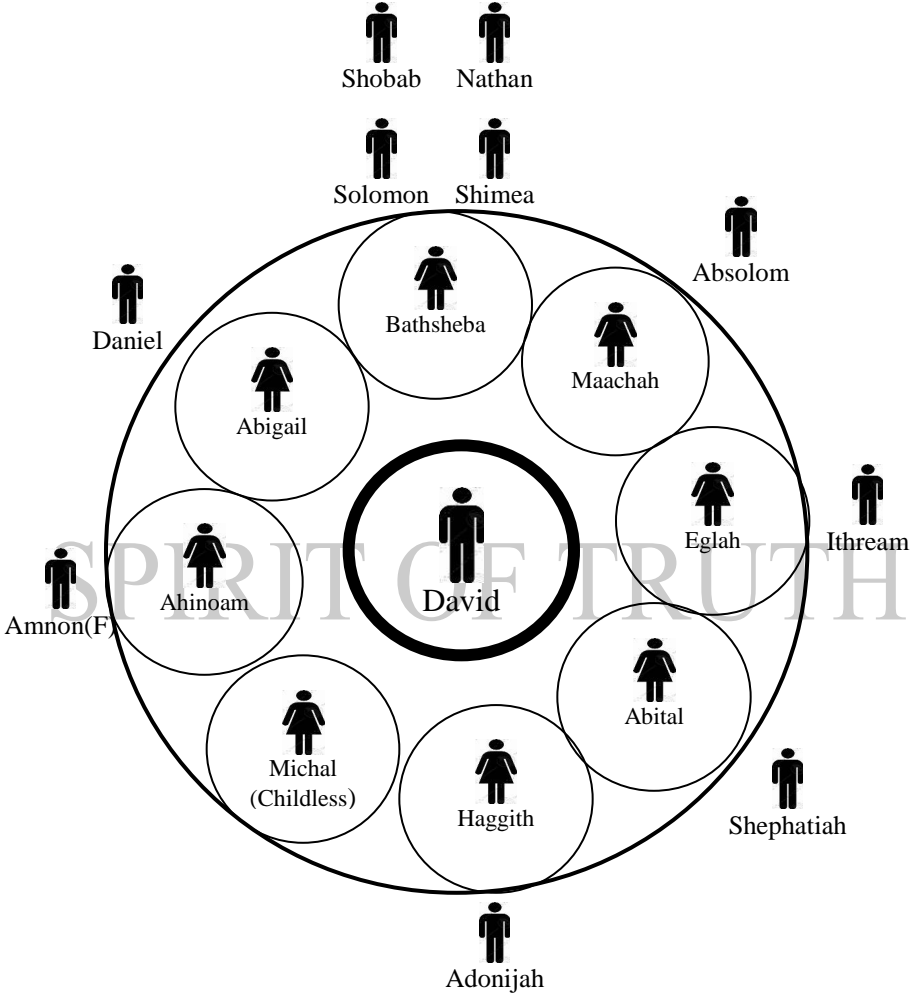 Shobab Nathan
Solomon Shimea
Absolom
Daniel
Bathsheba
Maachah
Abigail
Eglah
Ithream
SPIRIT OF TRUTH
Ahinoam
David
Amnon(F)
Abital
Michal
(Childless)
Haggith
Shephatiah
Adonijah